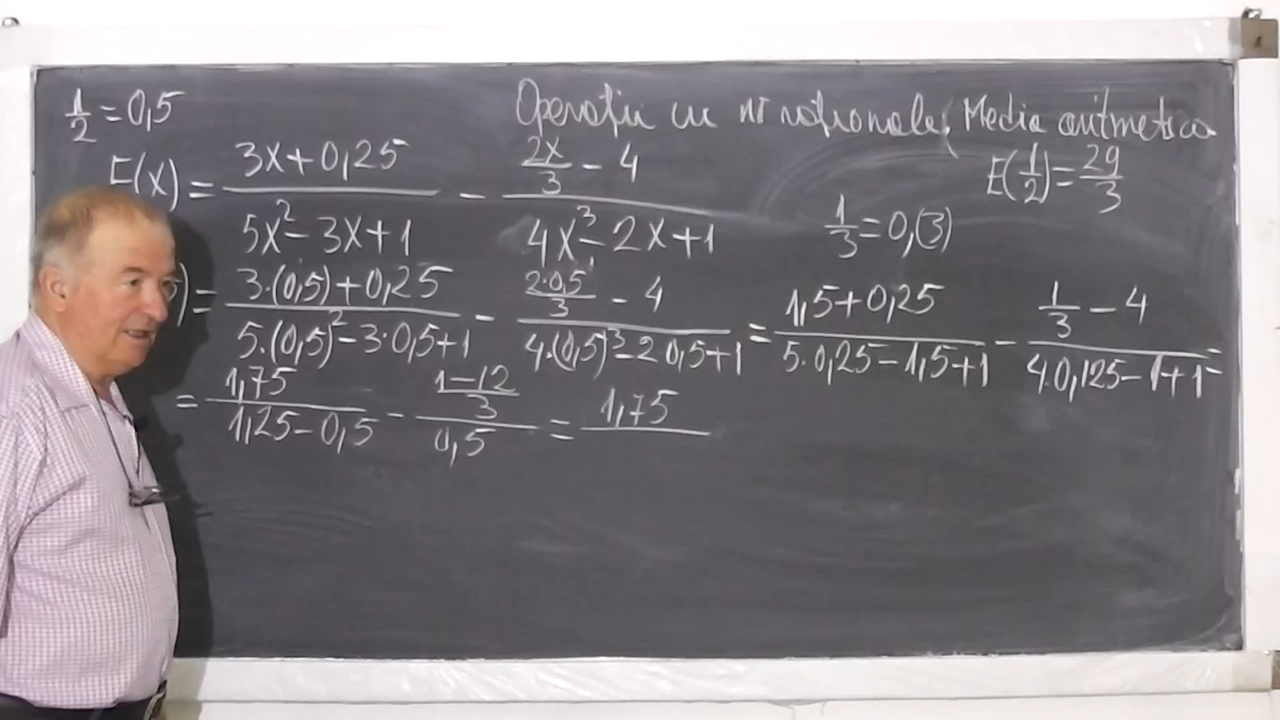 1/2 = 0,5
Operații cu nr raționale, Media aritmetica
E(x) = (3x+0,25)/(5x²-3x+1) - (2x/3 - 4)/(4x³-2x+1)
E(1/2) = 29/3
1/3 = 0,(3)
) = (3·(0,5)+0,25)/(5·(0,5)²-3·0,5+1) - (2·0,5/3 - 4)/(4·(0,5)³-2 0,5+1) = (1,5+0,25)/(5·0,25-1,5+1) - (1/3 - 4)/(4·0,125-1+1) =
= 1,75/(1,25-0,5) - ((1-12)/3)/0,5 = 1,75/